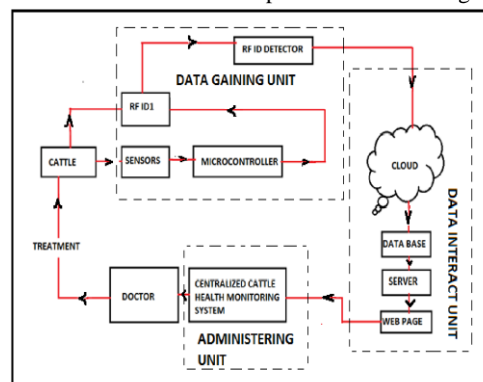 RF ID DETECTOR
DATA GAINING UNIT
RF ID1
CATTLE
SENSORS
MICROCONTROLLER
CLOUD
DATA BASE
SERVER
WEB PAGE
DATA INTERACT UNIT
TREATMENT
DOCTOR
CENTRALIZED CATTLE
HEALTH MONITORING
SYSTEM
ADMINISTERING
UNIT